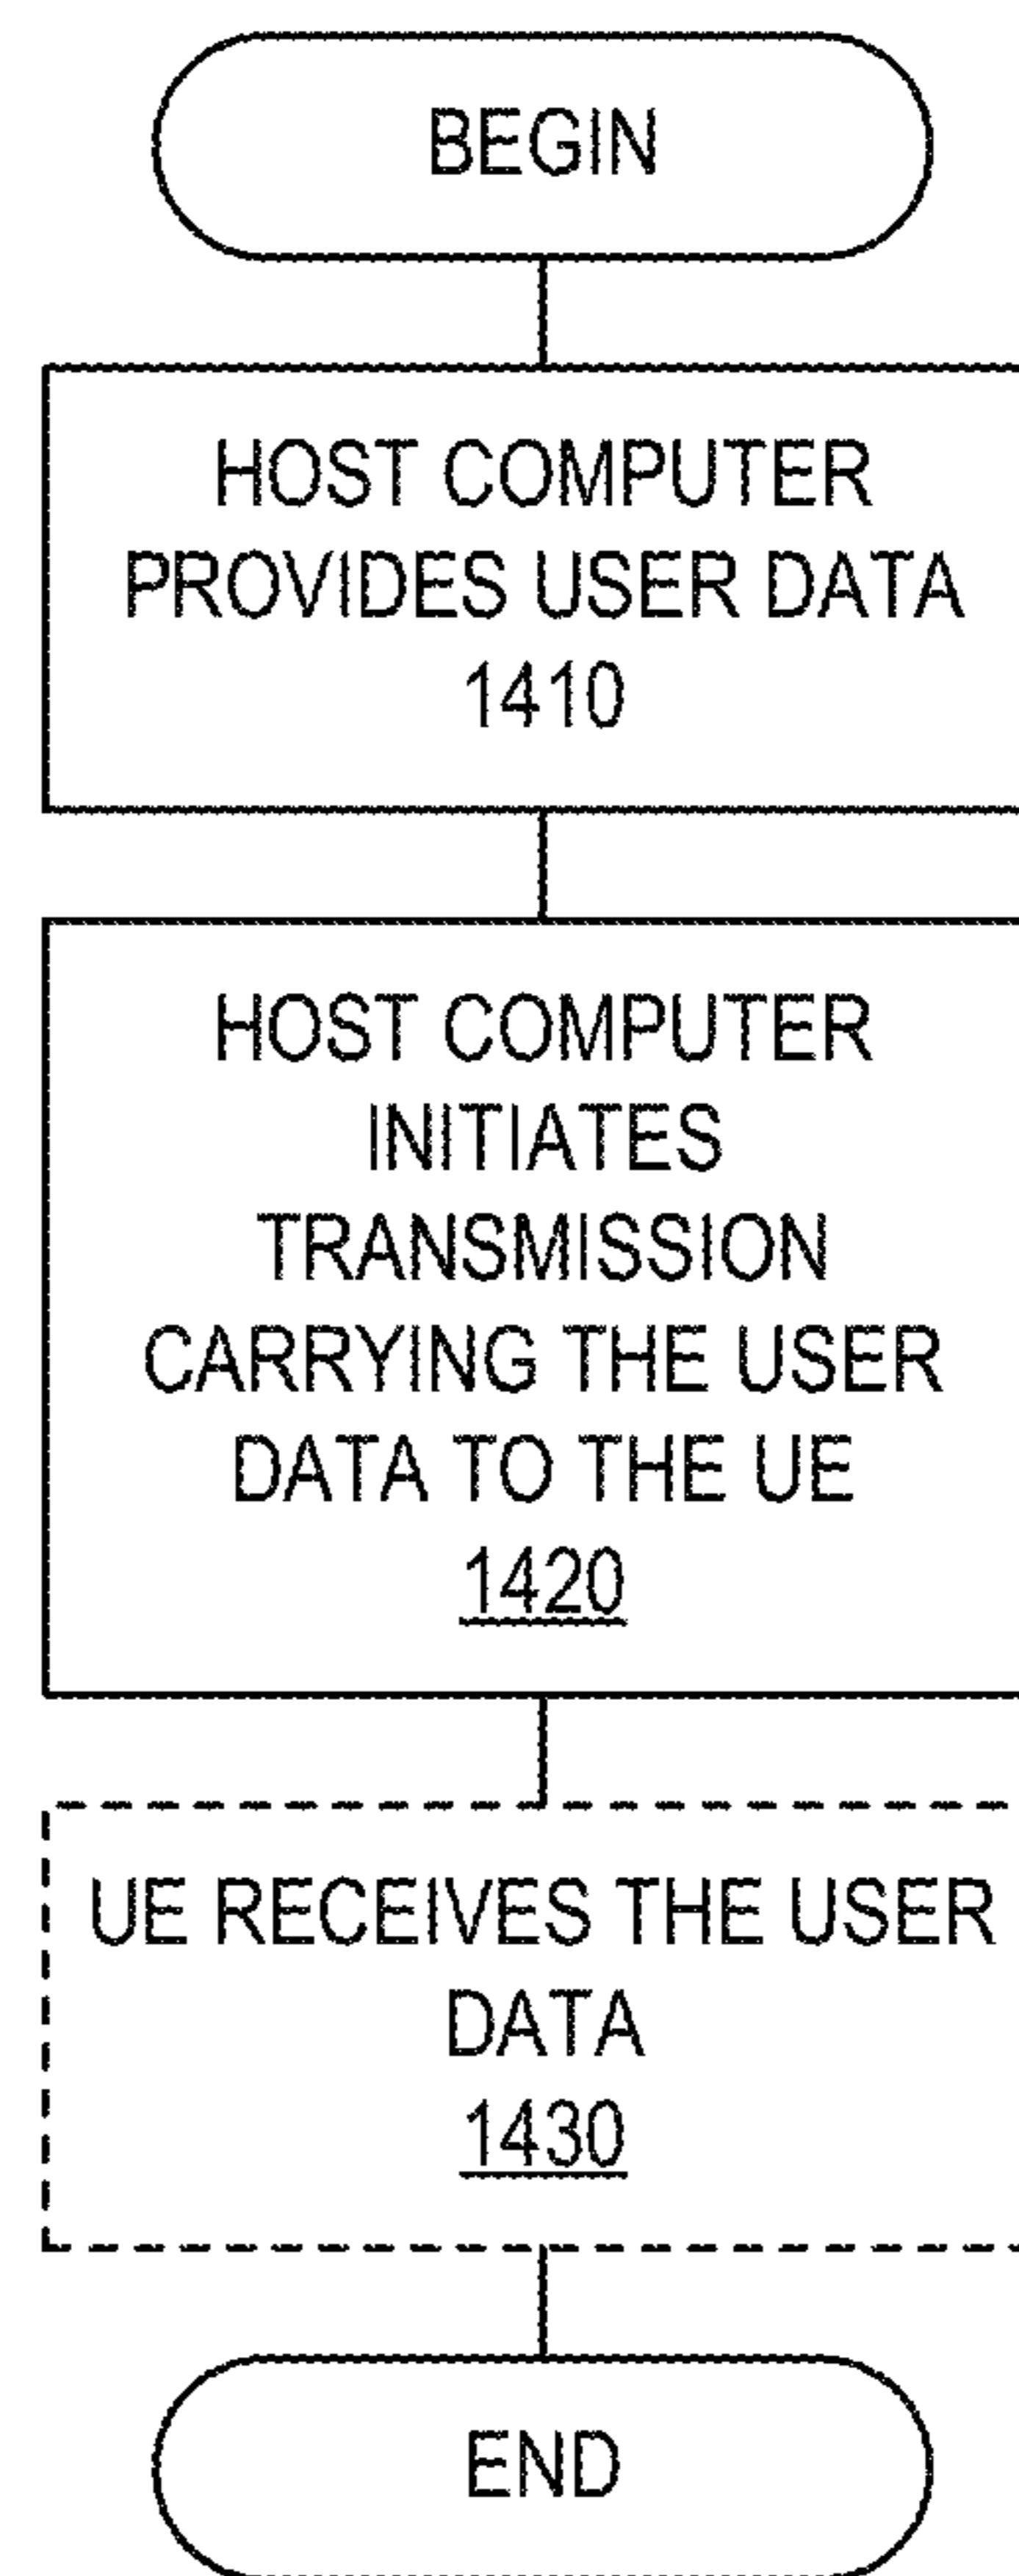 BEGIN
HOST COMPUTER
PROVIDES USER DATA
1410
HOST COMPUTER
INITIATES
TRANSMISSION
CARRYING THE USER
DATA TO THE UE
1420
UE RECEIVES THE USER
DATA
1430
END